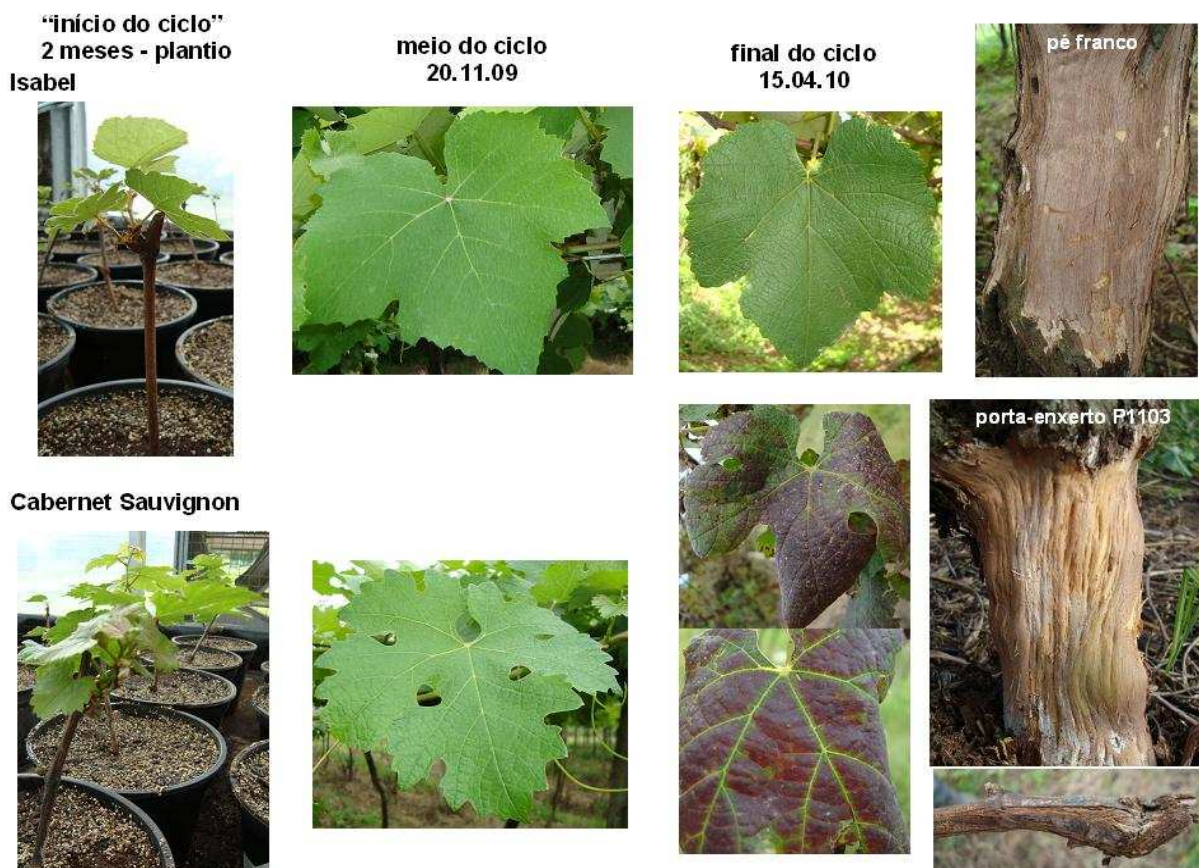 “início do ciclo”
2 meses - plantio
Isabel
meio do ciclo
20.11.09
final do ciclo
15.04.10
pé franco
porta-enxerto P1103
Cabernet Sauvignon